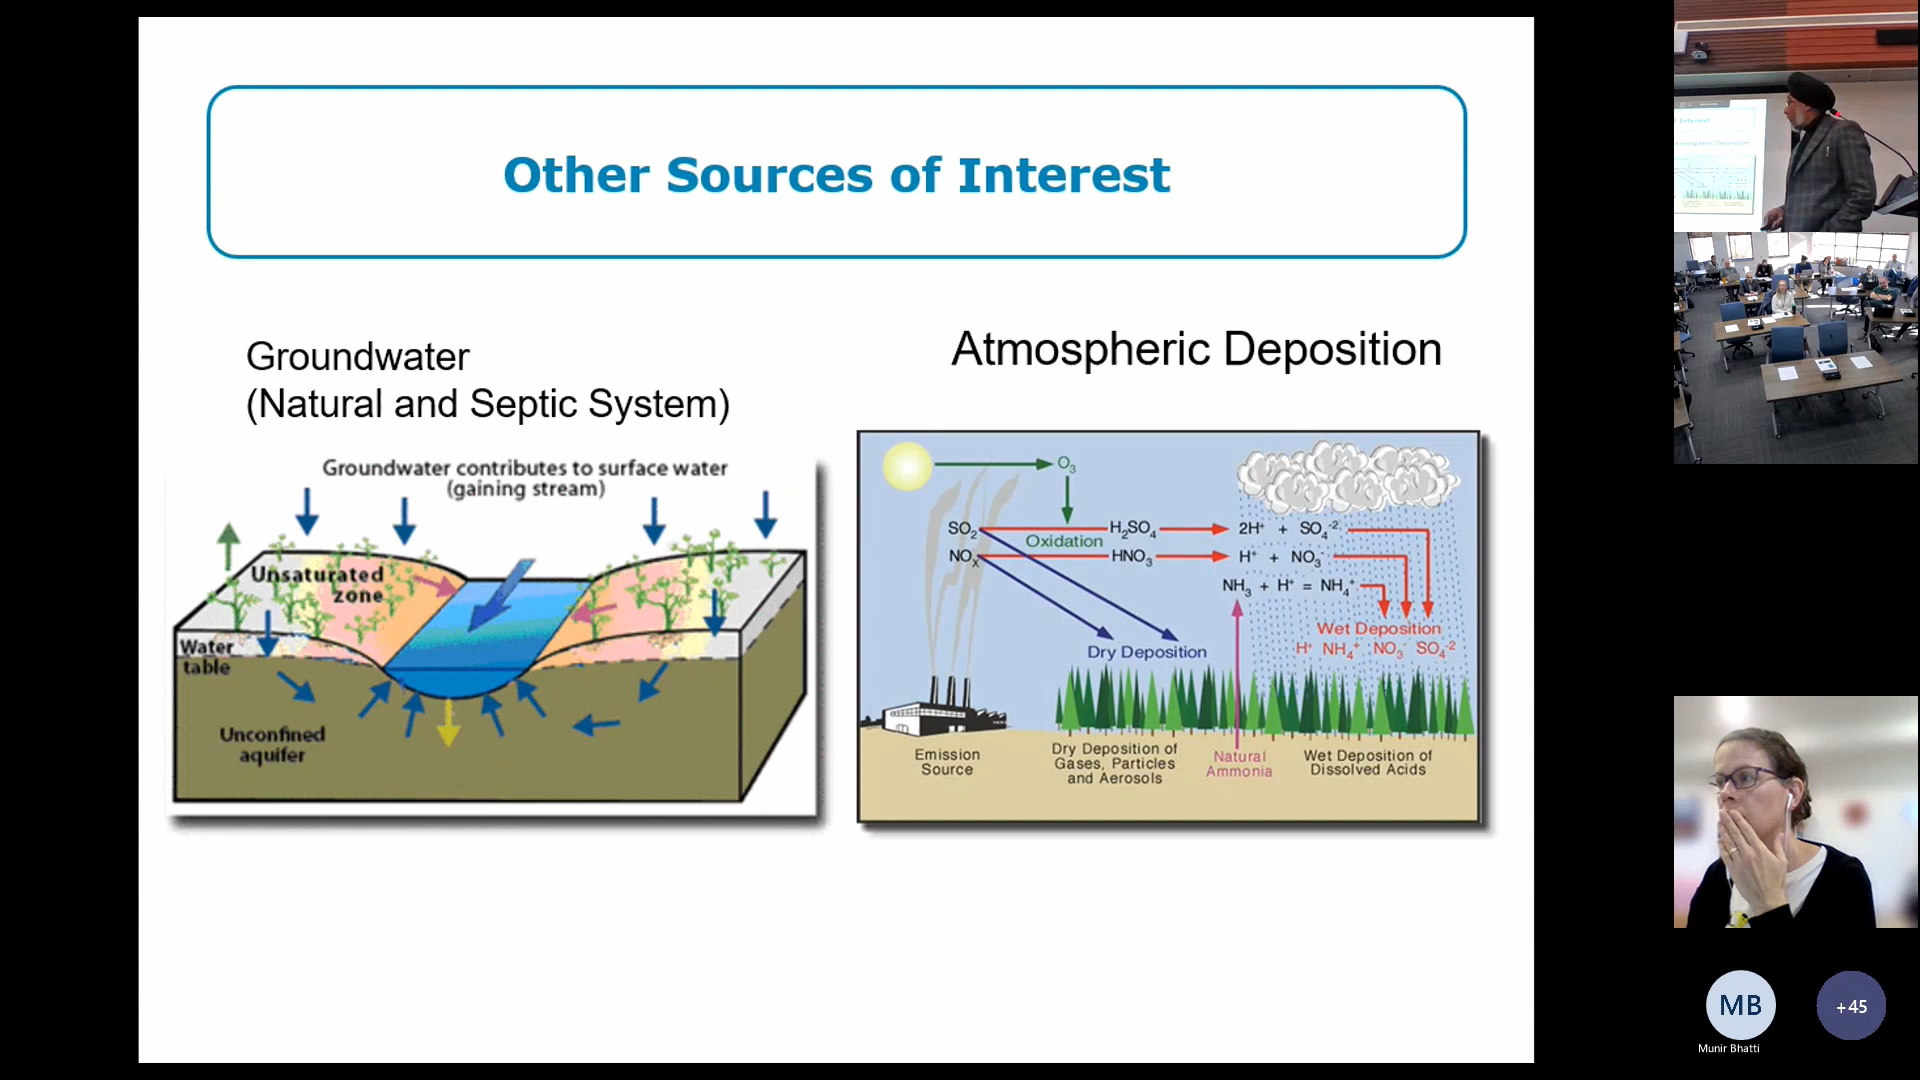 Other Sources of Interest
Groundwater
(Natural and Septic System)
Atmospheric Deposition
Groundwater contributes to surface water
(gaining stream)
Unsaturated
zone
Water
table
Unconfined
aquifer
O3
SO2
H2SO4
2H+ + SO4-2
Oxidation
NOx
HNO3
H+ + NO3-
NH3 + H+ = NH4+
Wet Deposition
H+ NH4+ NO3- SO4-2
Dry Deposition
Emission
Source
Dry Deposition of
Gases, Particles
and Aerosols
Natural
Ammonia
Wet Deposition of
Dissolved Acids
MB
+45
Munir Bhatti